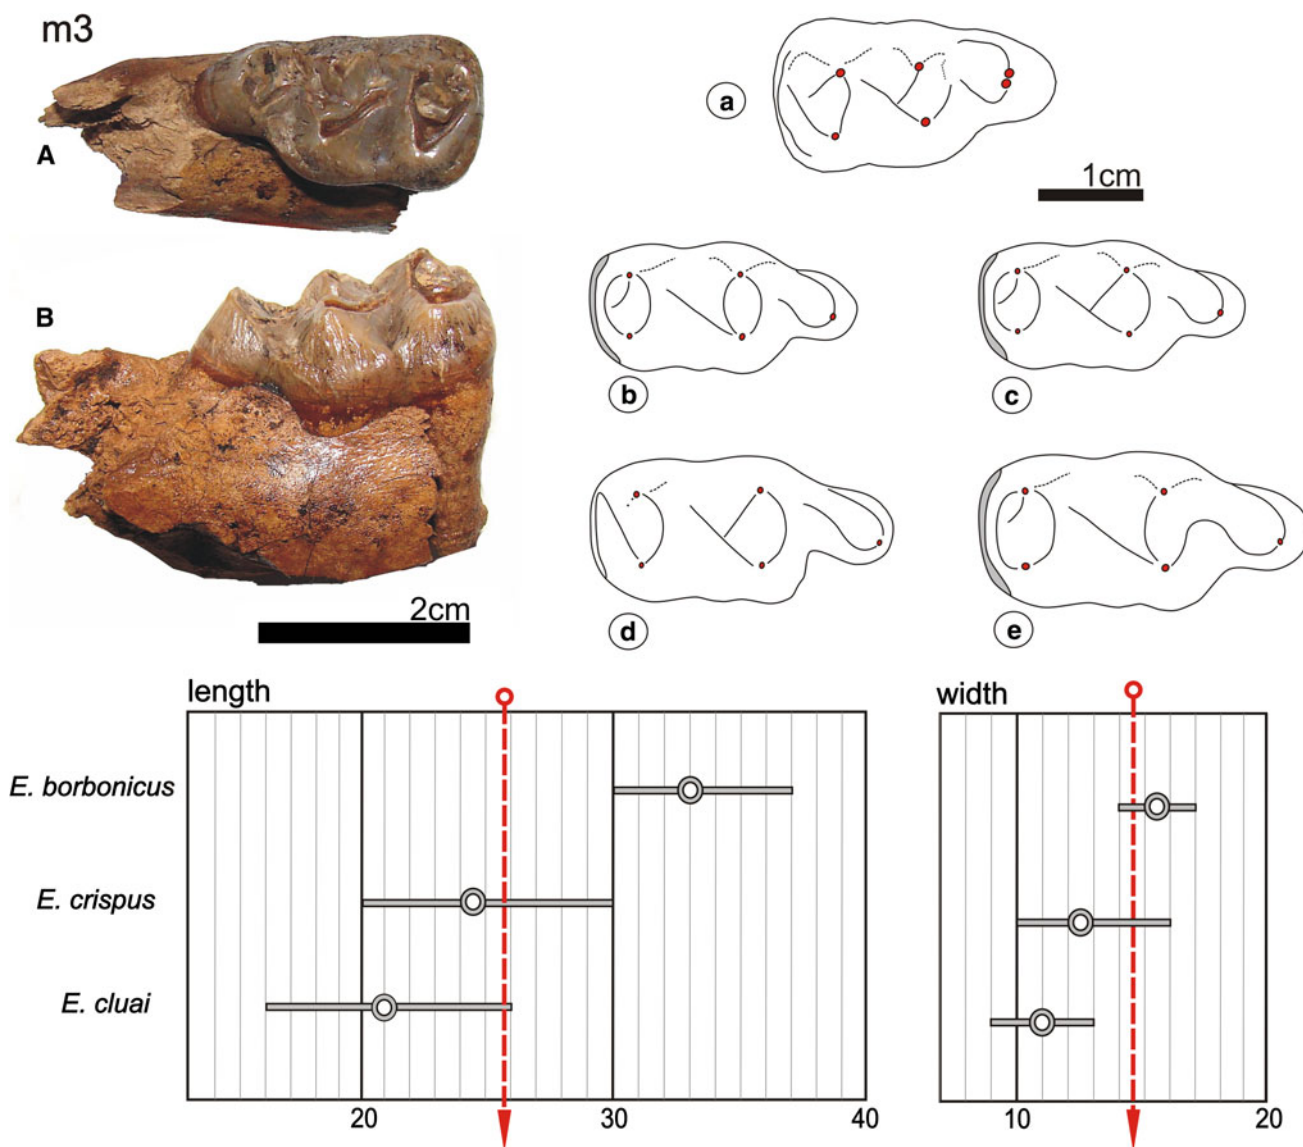 m3
A
a
1cm
B
b
c
2cm
d
e
length
width
E. borbonicus
E. crispus
E. cluai
20
30
40
10
20